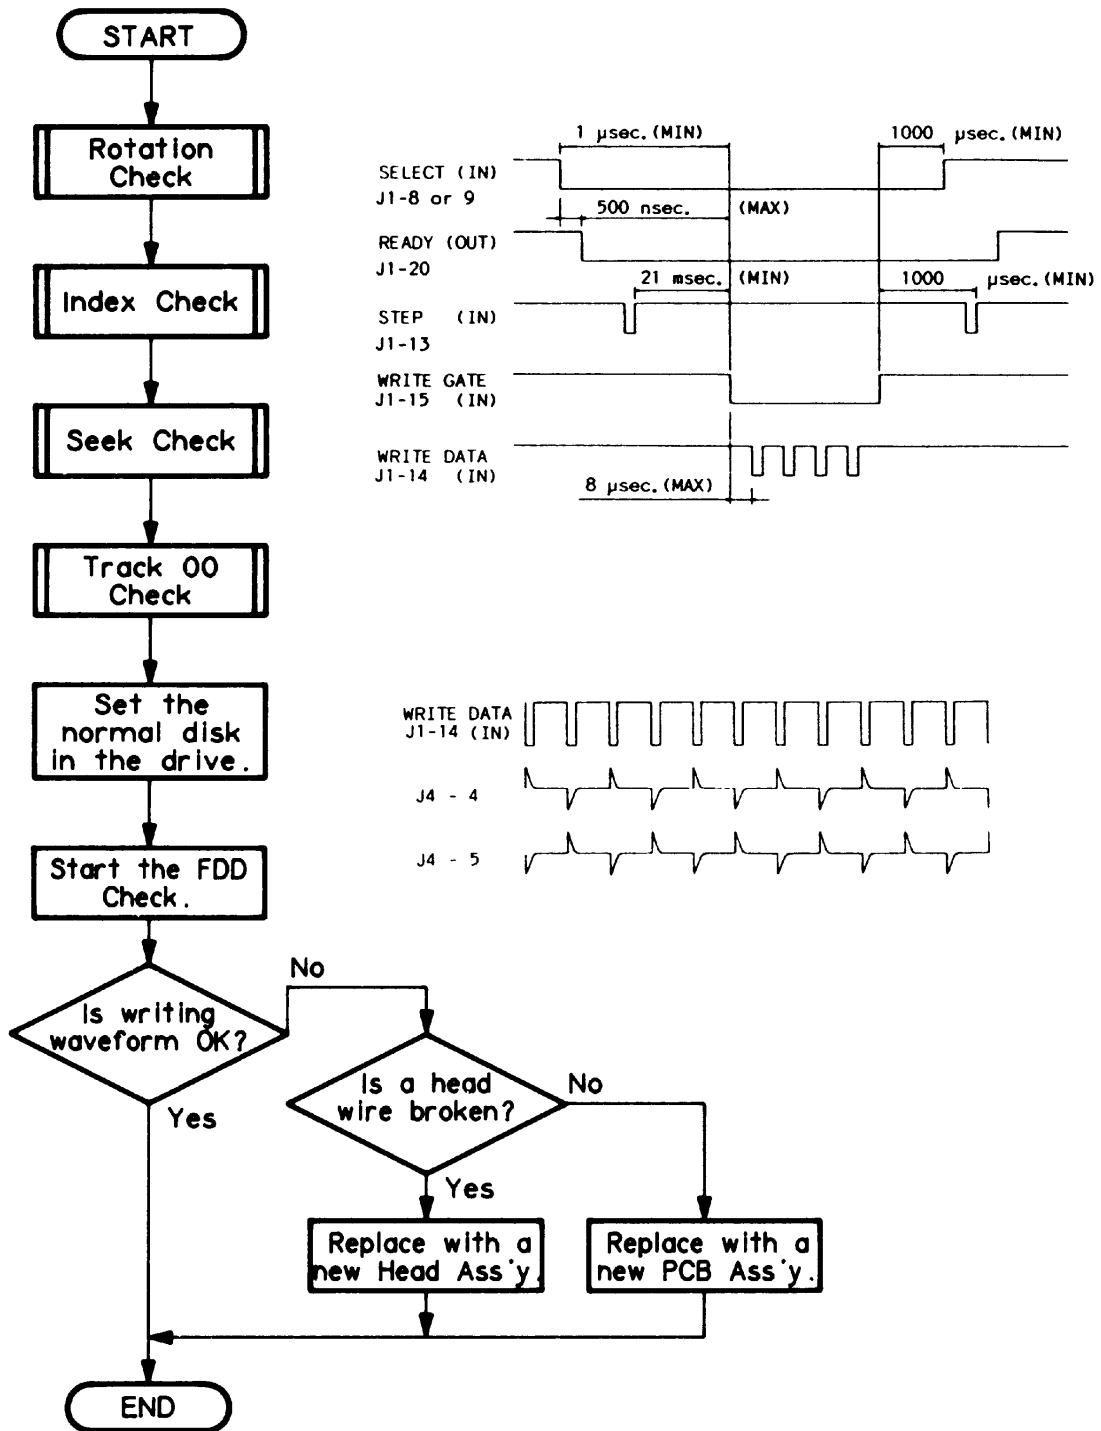 START
Rotation
Check
Index Check
Seek Check
Track 00
Check
Set the
normal disk
in the drive.
Start the FDD
Check.
Is writing
waveform OK?
No
Yes
Is a head
wire broken?
No
Yes
Replace with a
new Head Ass'y.
Replace with a
new PCB Ass'y.
END
1 µsec. (MIN)
1000 µsec. (MIN)
SELECT (IN)
J1-8 or 9
500 nsec. (MAX)
READY (OUT)
J1-20
21 msec. (MIN)
1000 µsec. (MIN)
STEP (IN)
J1-13
WRITE GATE
J1-15 (IN)
WRITE DATA
J1-14 (IN)
8 µsec. (MAX)
WRITE DATA
J1-14 (IN)
J4 - 4
J4 - 5